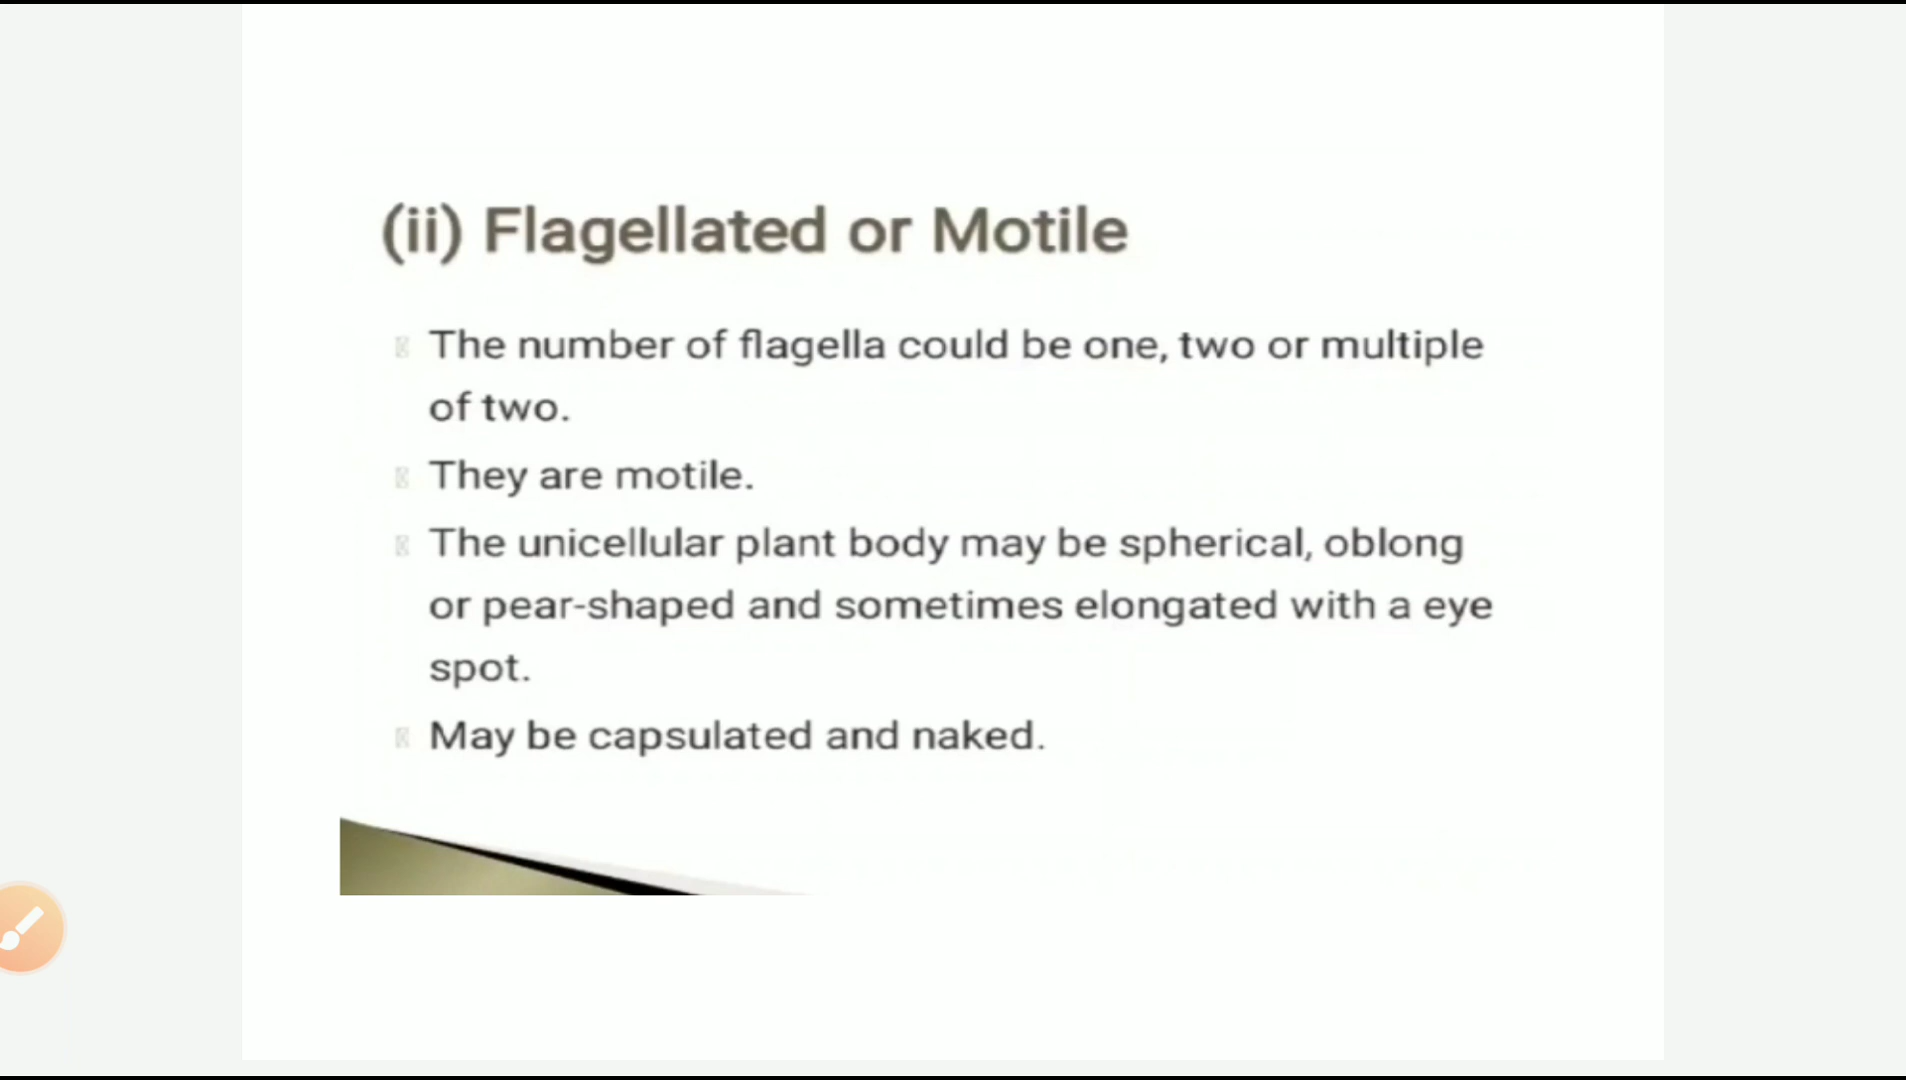 (ii) Flagellated or Motile
The number of flagella could be one, two or multiple
of two.
They are motile.
The unicellular plant body may be spherical, oblong
or pear-shaped and sometimes elongated with a eye
spot.
May be capsulated and naked.